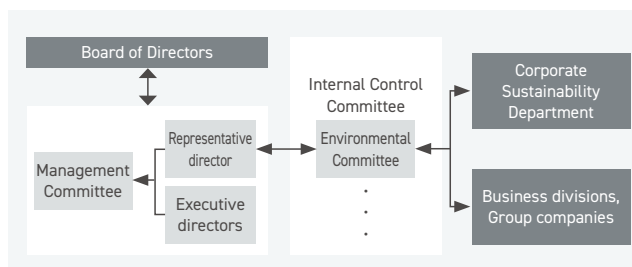 Board of Directors
Representative
director
Management
Committee
Executive
directors
Internal Control
Committee
Environmental
Committee
Corporate
Sustainability
Department
Business divisions,
Group companies